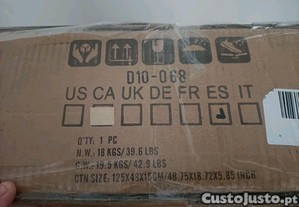 D10-068
US CA UK DE FR ES IT
Q'TY: 1 PC
N.W.: 18 KGS/39.6 LBS
G.W.: 19.5 KGS/42.9 LBS
CTN SIZE: 125X48X15CM/48.75X18.72X5.85 INCH
CustoJusto.pt